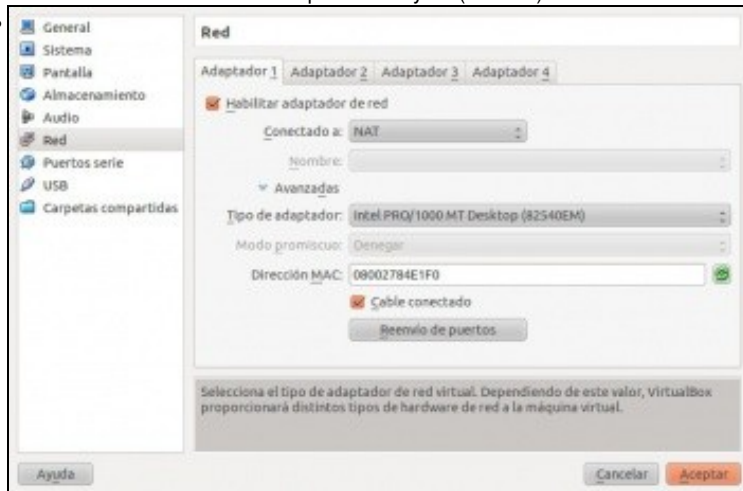 General
Sistema
Pantalla
Almacenamiento
Audio
Red
Puertos serie
USB
Carpetas compartidas
Red
Adaptador 1 Adaptador 2 Adaptador 3 Adaptador 4
Habilitar adaptador de red
Conectado a: NAT
Nombre:
Avanzadas
Tipo de adaptador: Intel PRO/1000 MT Desktop (82540EM)
Modo promiscuo: Denegar
Dirección MAC: 08002784E1F0
Cable conectado
Reenvío de puertos
Selecciona el tipo de adaptador de red virtual. Dependiendo de este valor, VirtualBox
proporcionará distintos tipos de hardware de red a la máquina virtual.
Ayuda Cancelar Aceptar